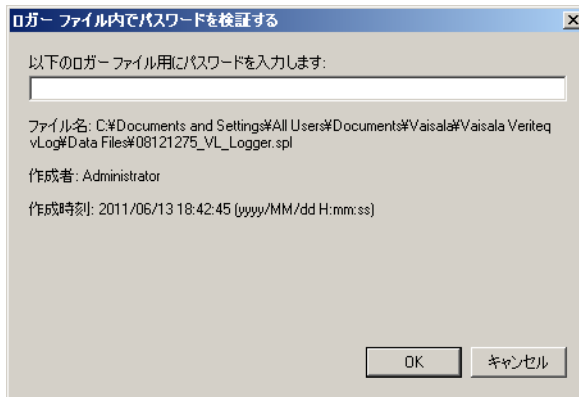 ロガー ファイル内でパスワードを検証する
以下のロガー ファイル用にパスワードを入力します:
ファイル名: C:¥Documents and Settings¥All Users¥Documents¥Vaisala¥Vaisala Veriteq
vLog¥Data Files¥08121275_VL_Logger.spl
作成者: Administrator
作成時刻: 2011/06/13 18:42:45 (yyyy/MM/dd H:mm:ss)
OK キャンセル